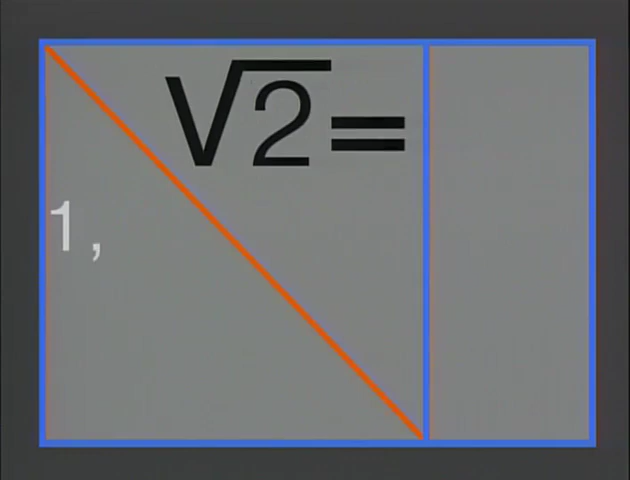 √2=
1,